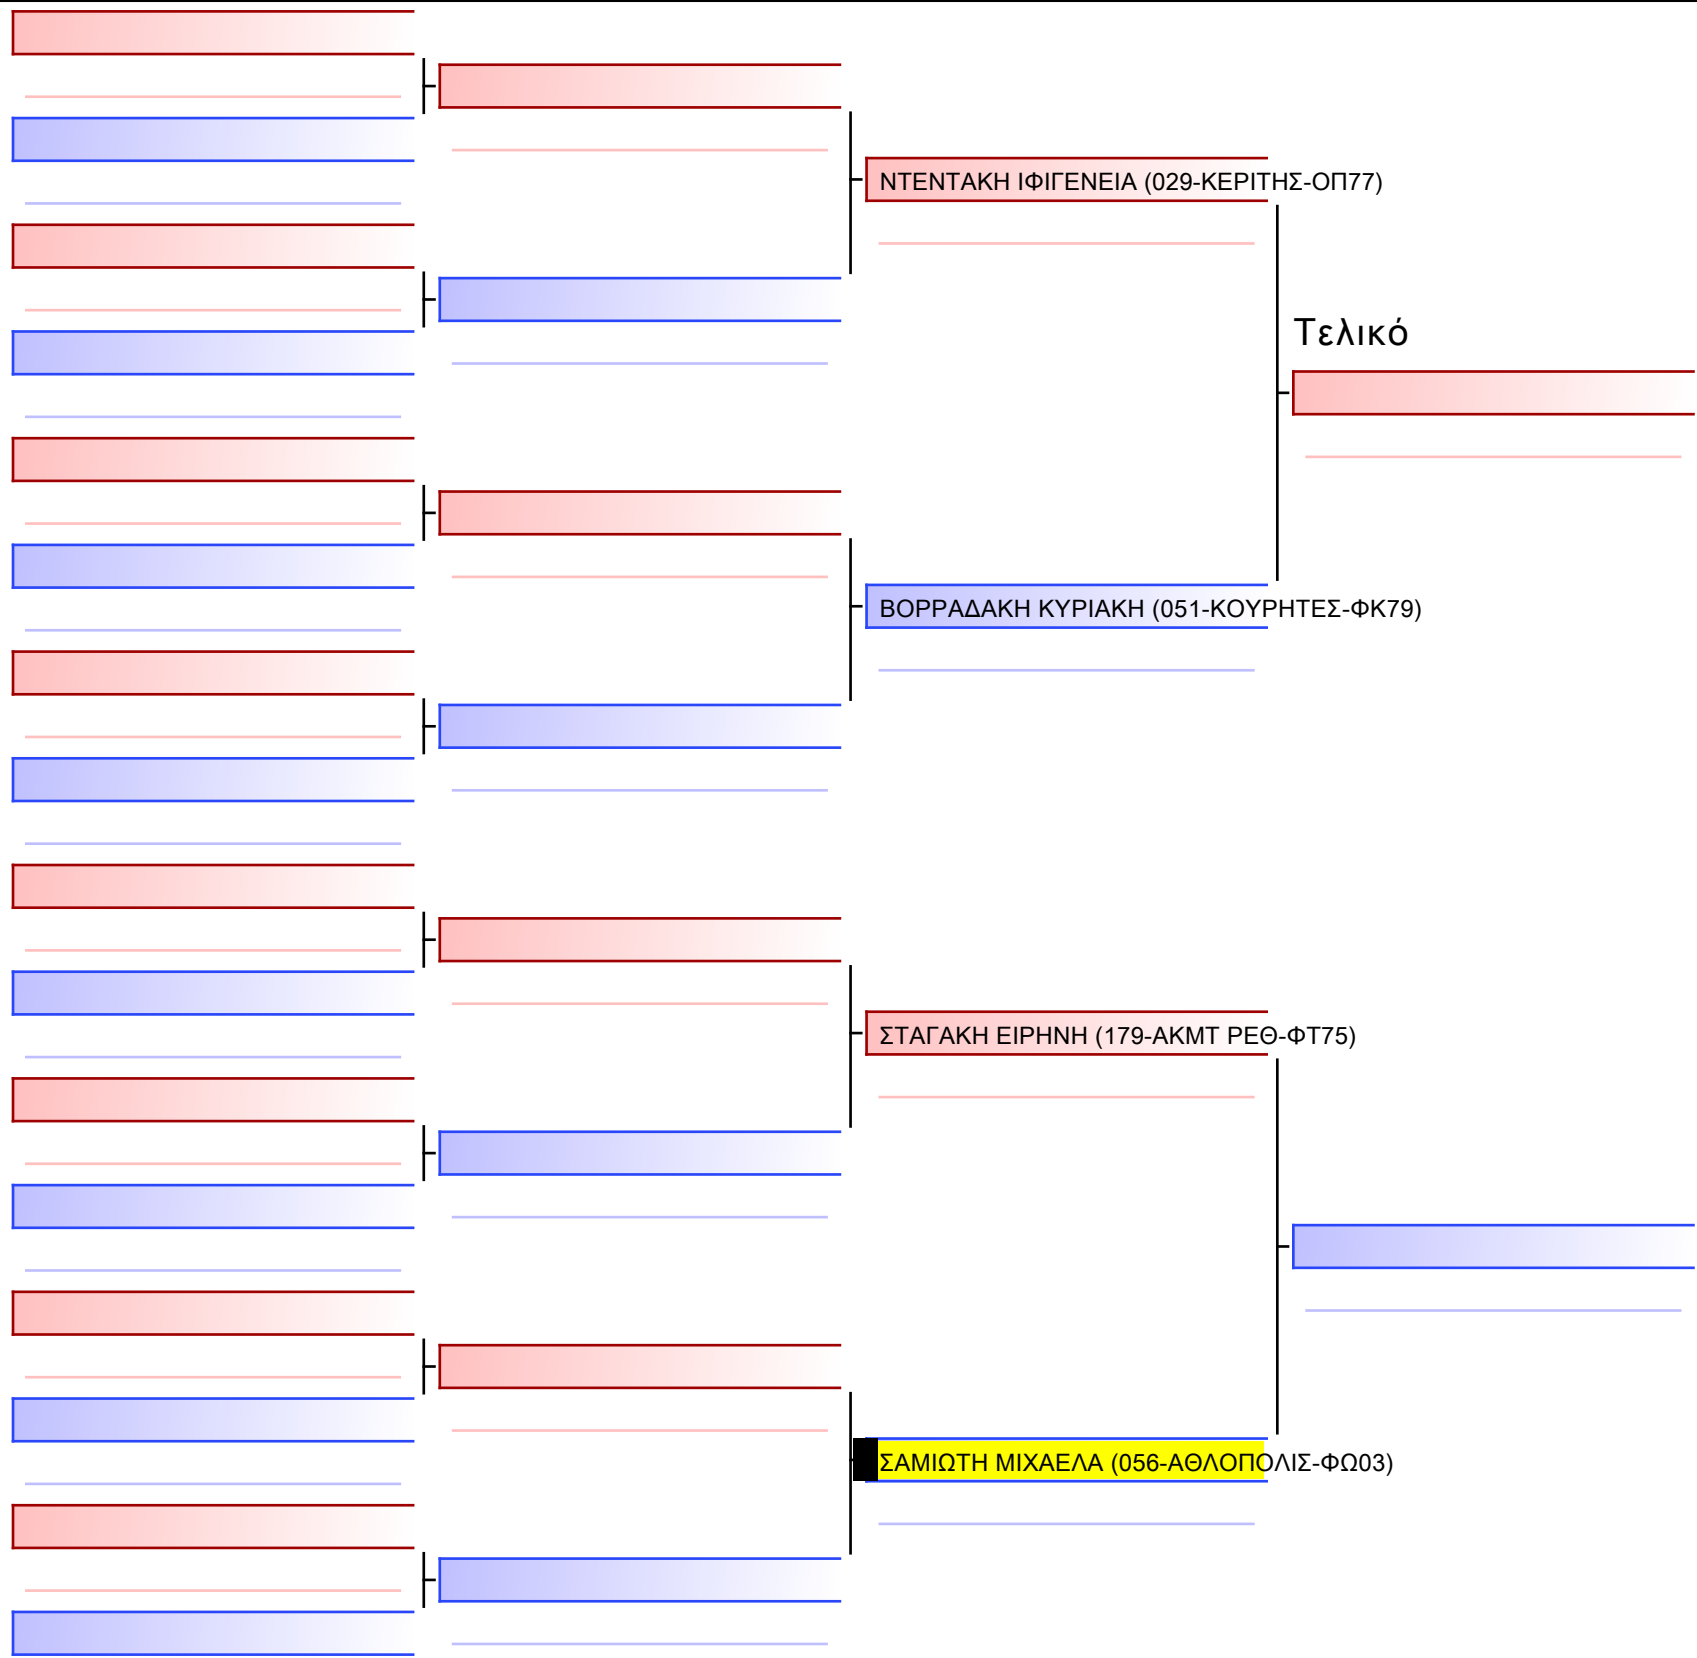 ΝΤΕΝΤΑΚΗ ΙΦΙΓΕΝΕΙΑ (029-ΚΕΡΙΤΗΣ-ΟΠ77)
Τελικό
ΒΟΡΡΑΔΑΚΗ ΚΥΡΙΑΚΗ (051-ΚΟΥΡΗΤΕΣ-ΦΚ79)
ΣΤΑΓΑΚΗ ΕΙΡΗΝΗ (179-ΑΚΜΤ ΡΕΘ-ΦΤ75)
ΣΑΜΙΩΤΗ ΜΙΧΑΕΛΑ (056-ΑΘΛΟΠΟΛΙΣ-ΦΩ03)